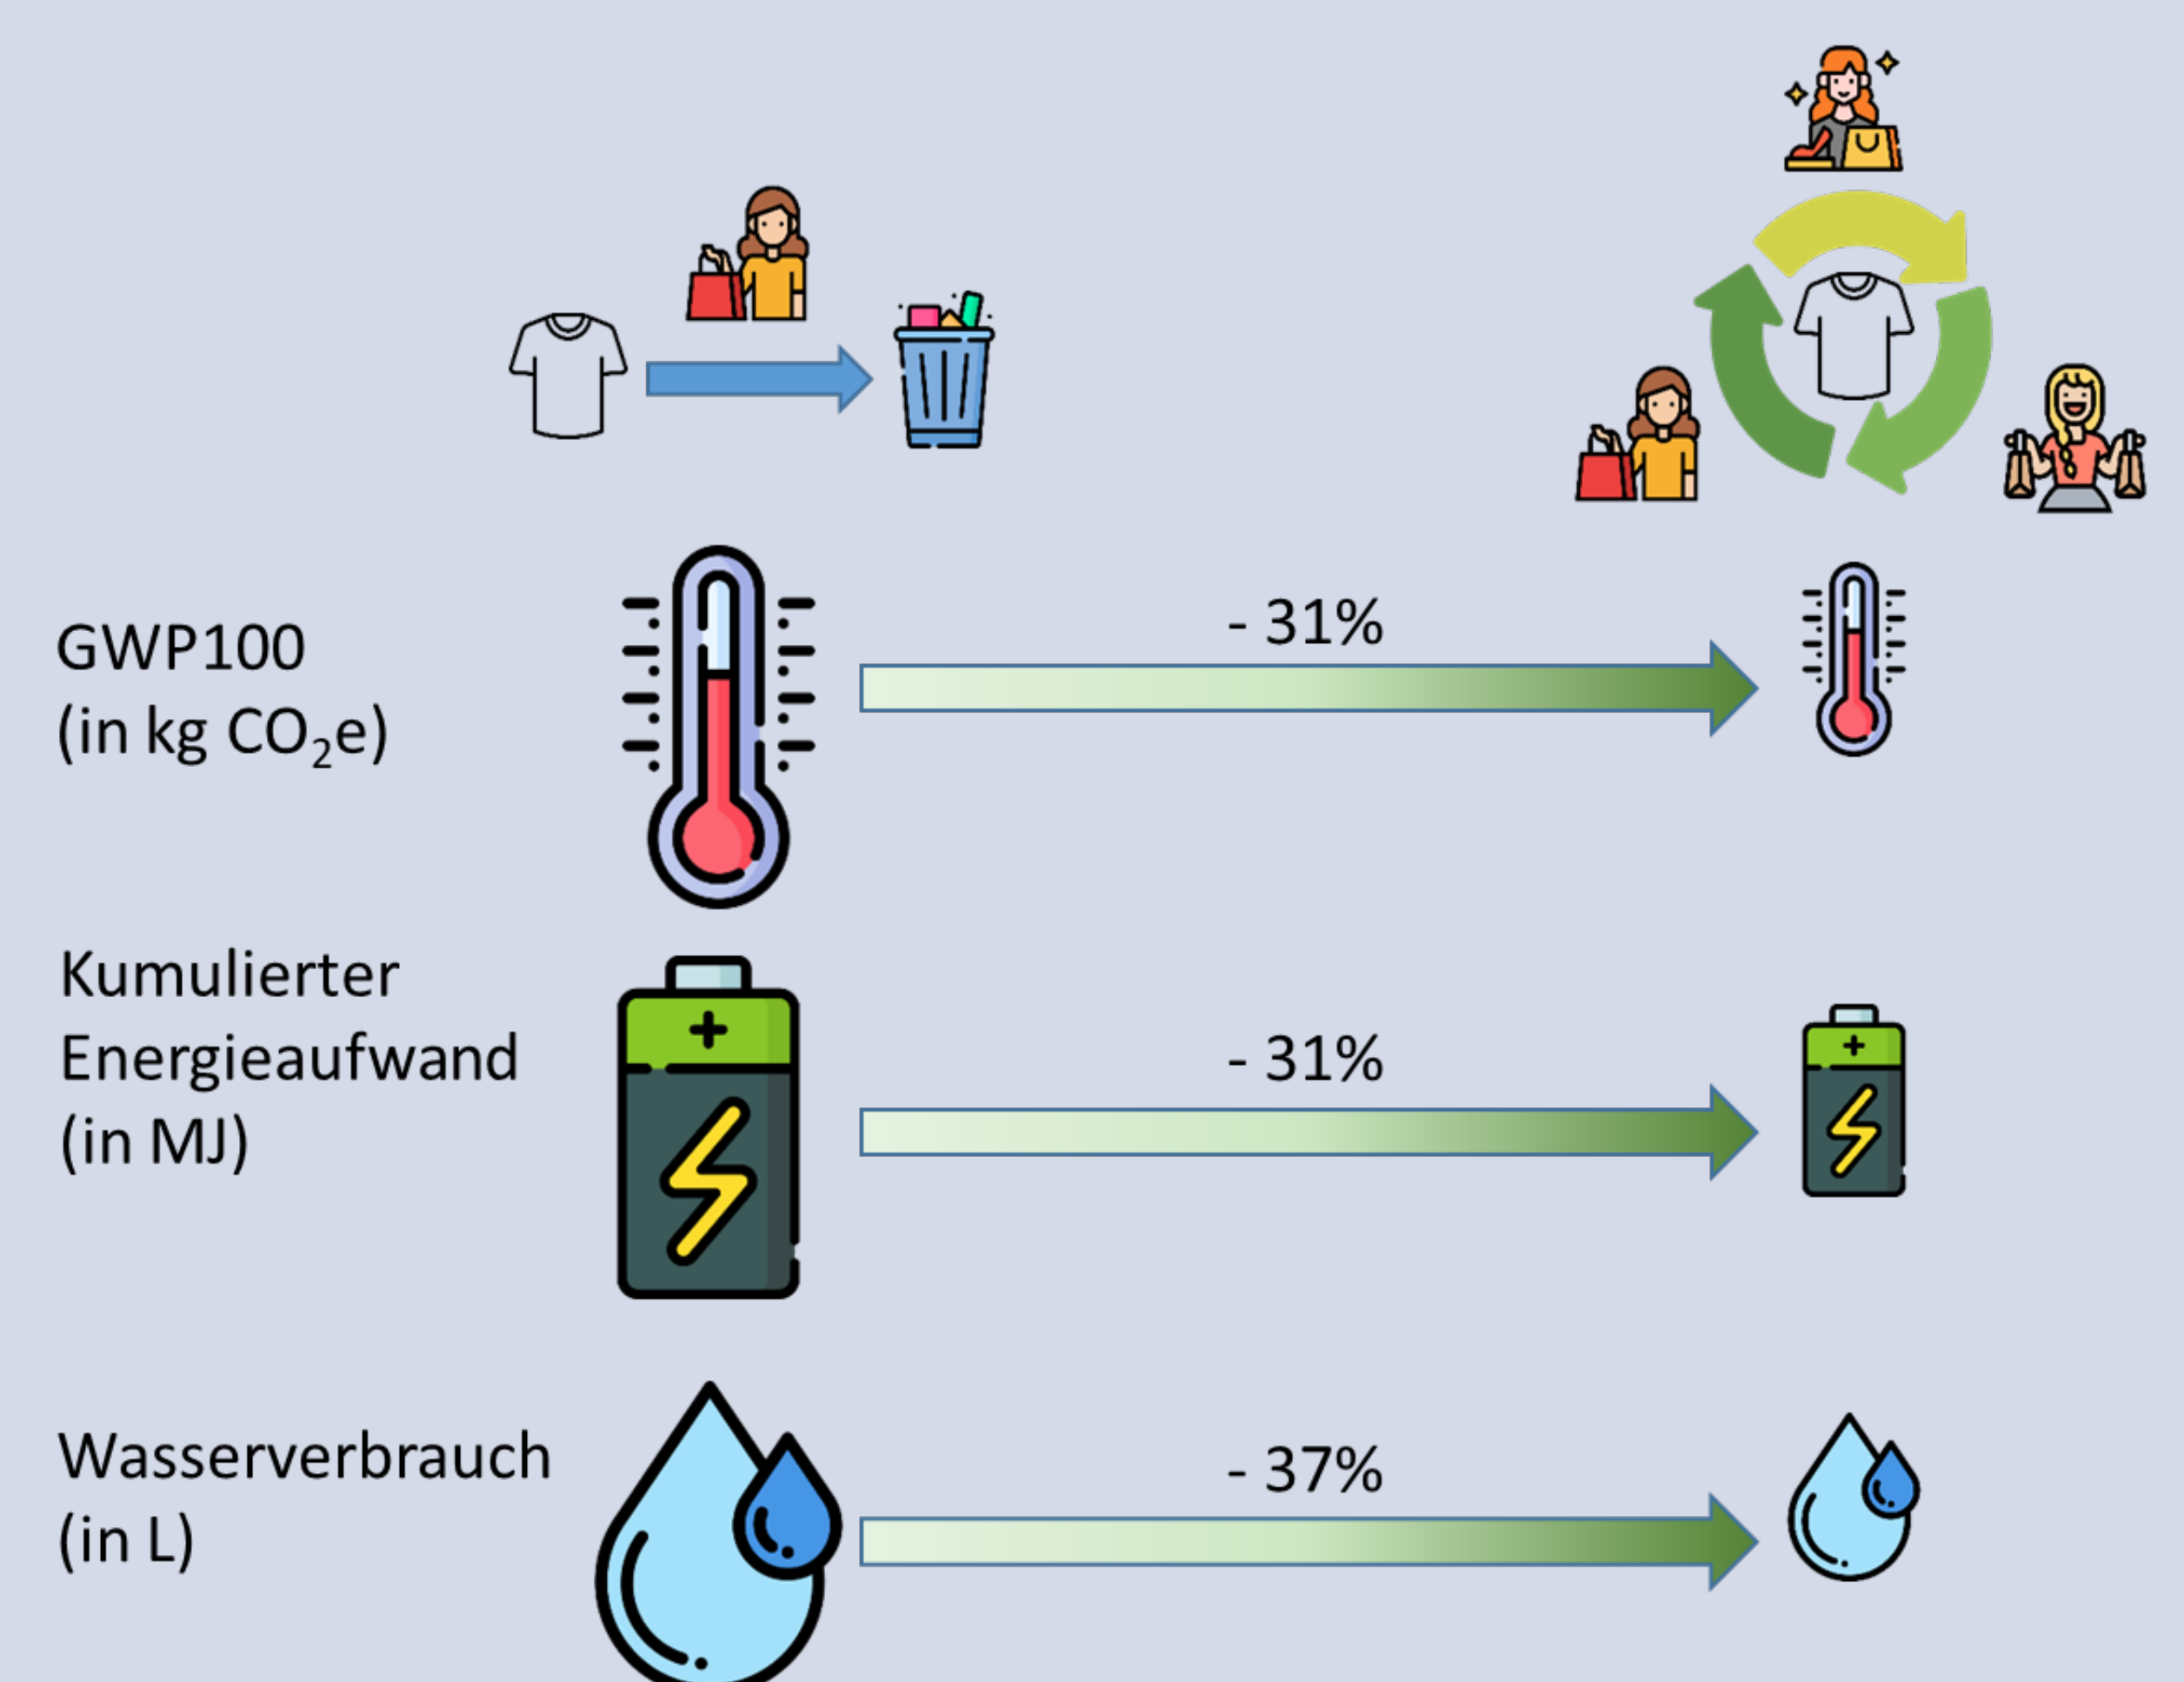 GWP100
(in kg CO₂e)
- 31%
Kumulierter
Energieaufwand
(in MJ)
- 31%
Wasserverbrauch
(in L)
- 37%